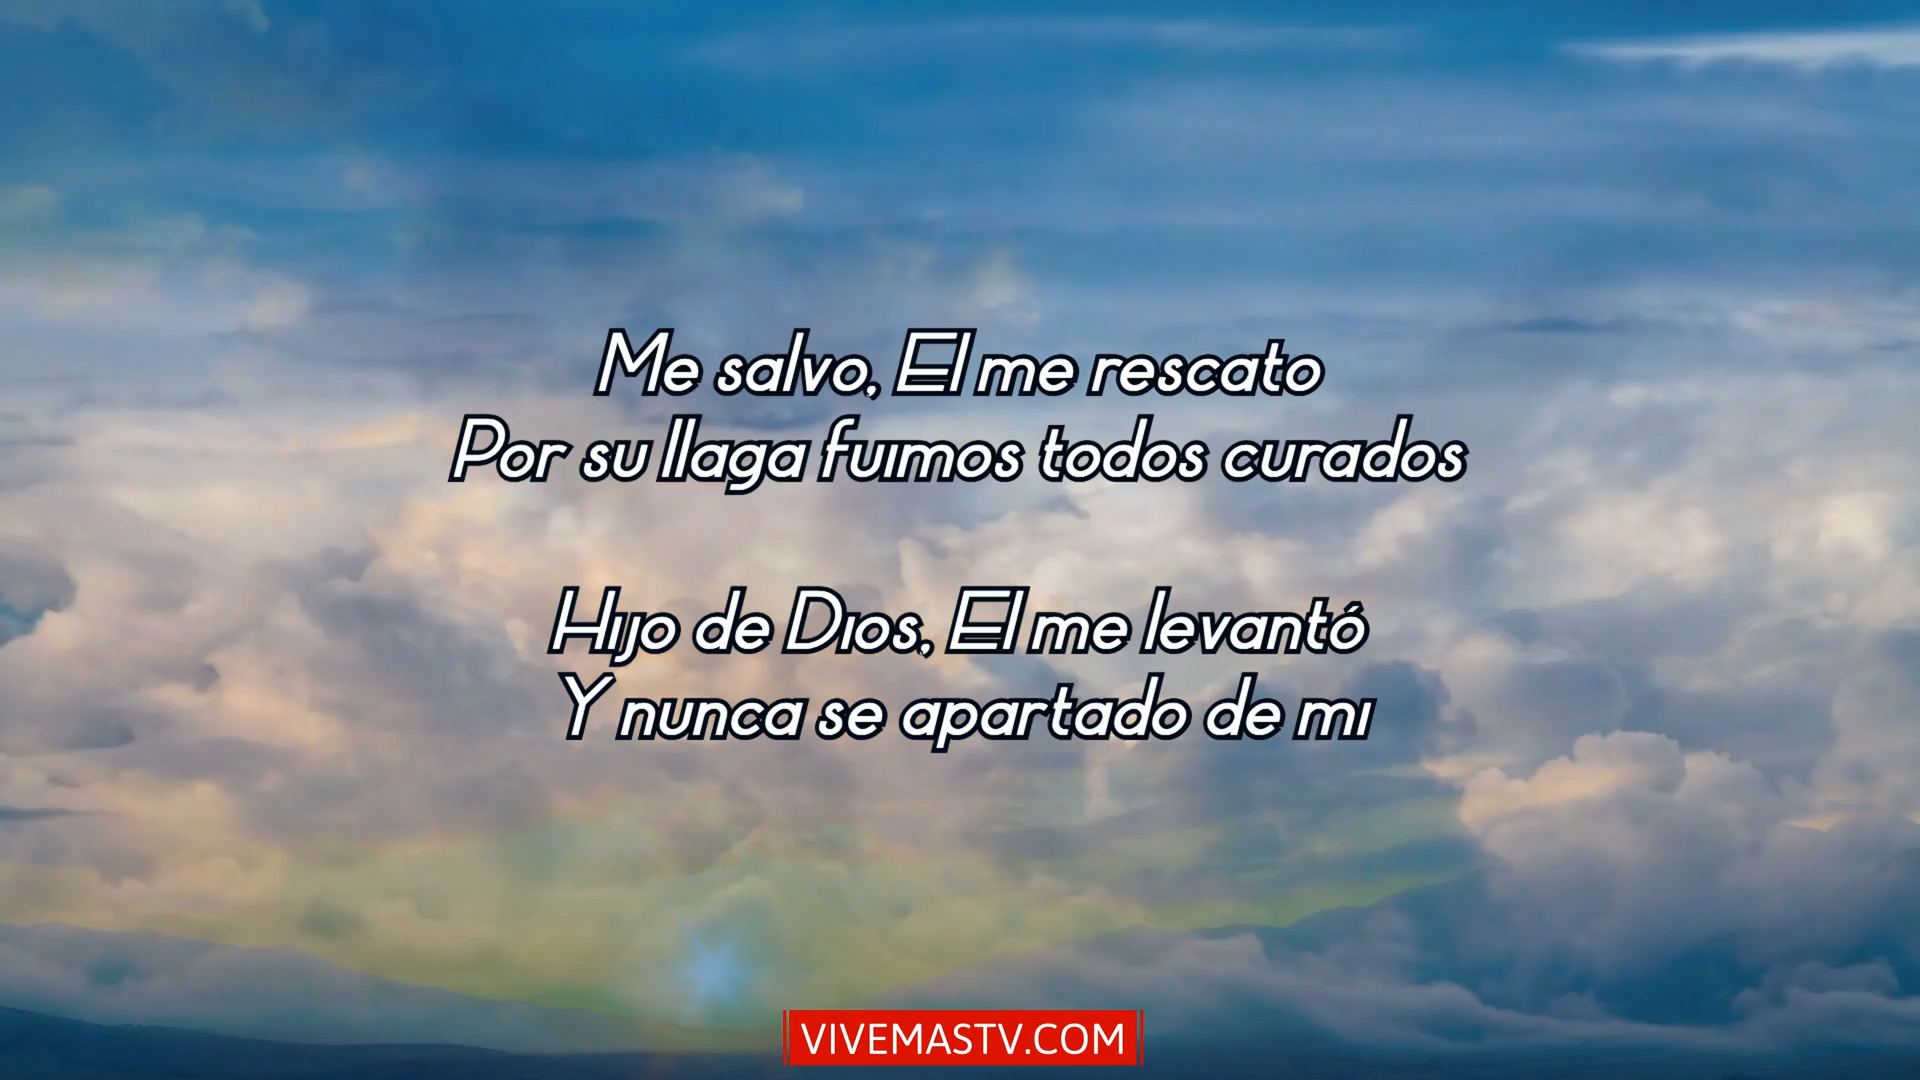 Me salvo, El me rescato
Por su llaga fuimos todos curados
Hijo de Dios, El me levantó
Y nunca se apartado de mi
VIVEMASTV.COM